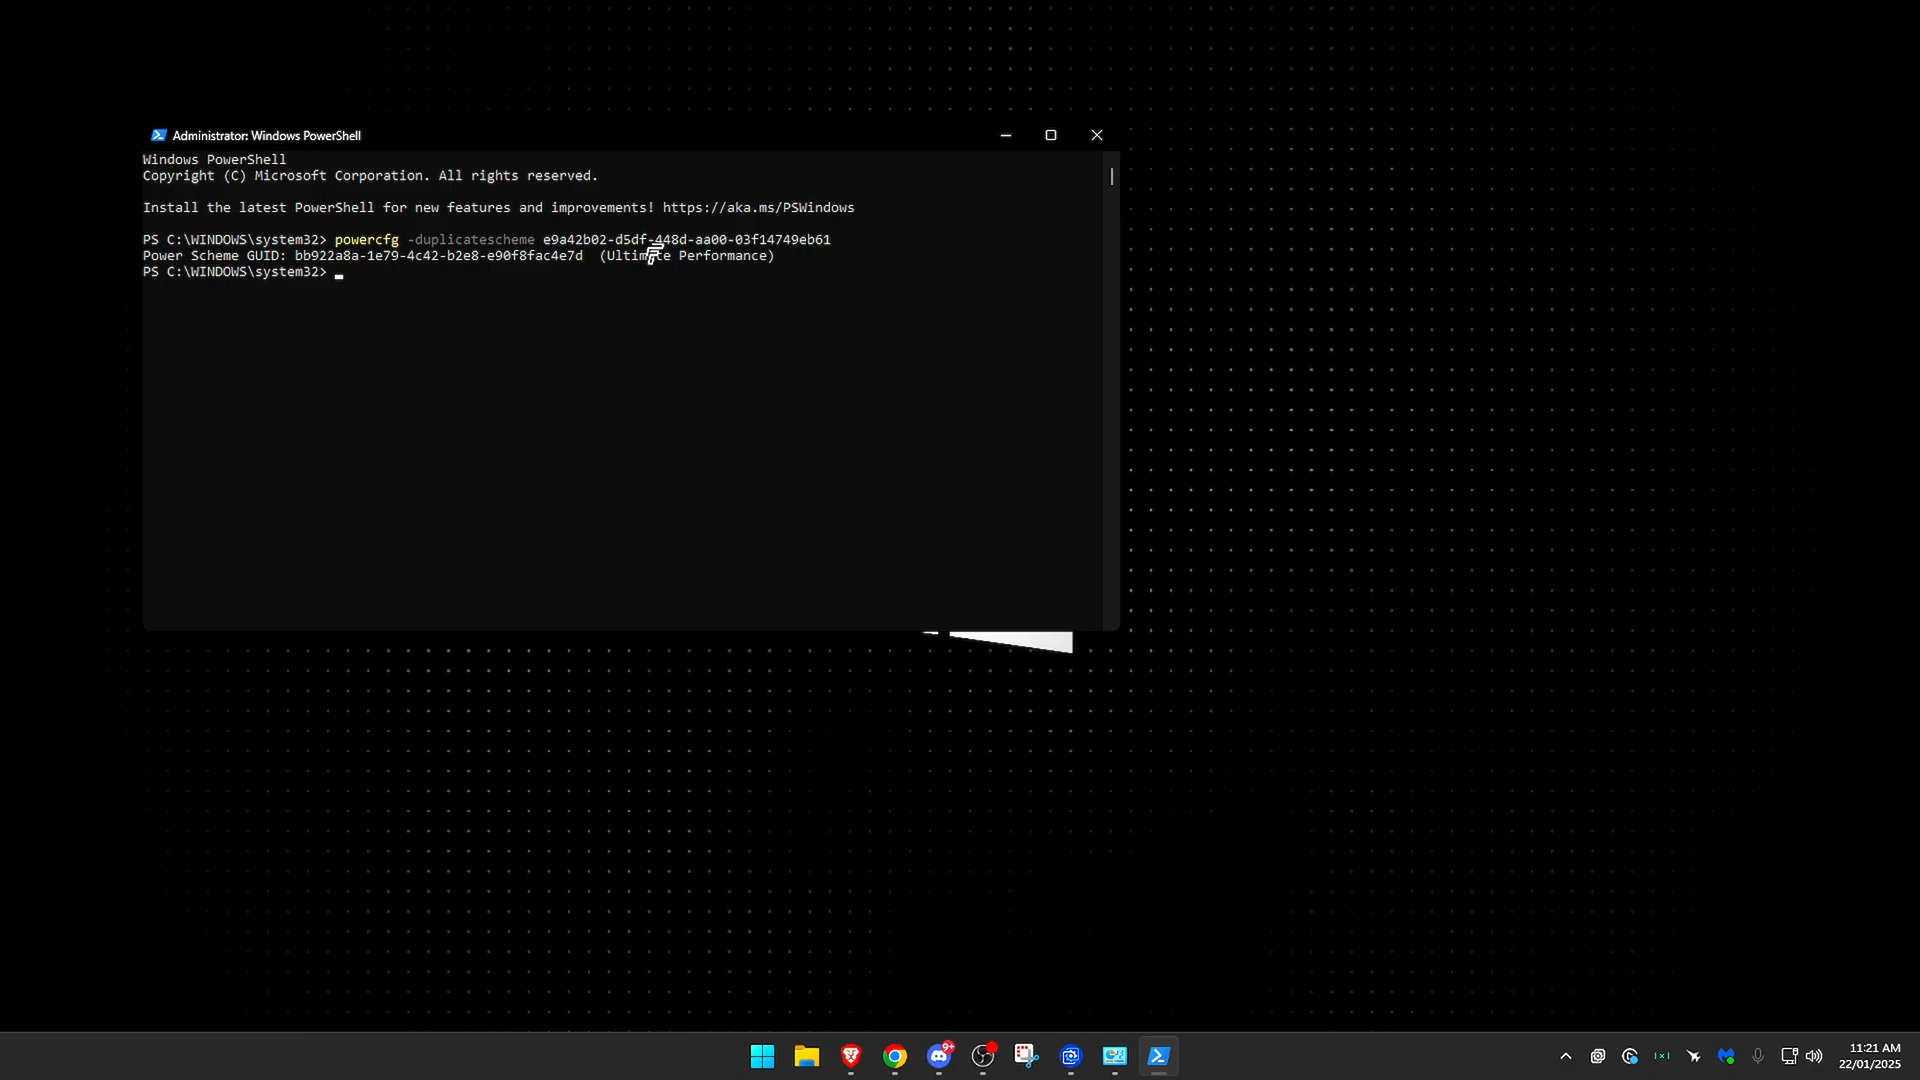 Administrator: Windows PowerShell
Windows PowerShell
Copyright (C) Microsoft Corporation. All rights reserved.
Install the latest PowerShell for new features and improvements! https://aka.ms/PSWindows
PS C:\WINDOWS\system32> powercfg -duplicatescheme e9a42b02-d5df-448d-aa00-03f14749eb61
Power Scheme GUID: bb922a8a-1e79-4c42-b2e8-e90f8fac4e7d  (Ultimate Performance)
PS C:\WINDOWS\system32>
9+
11:21 AM
22/01/2025